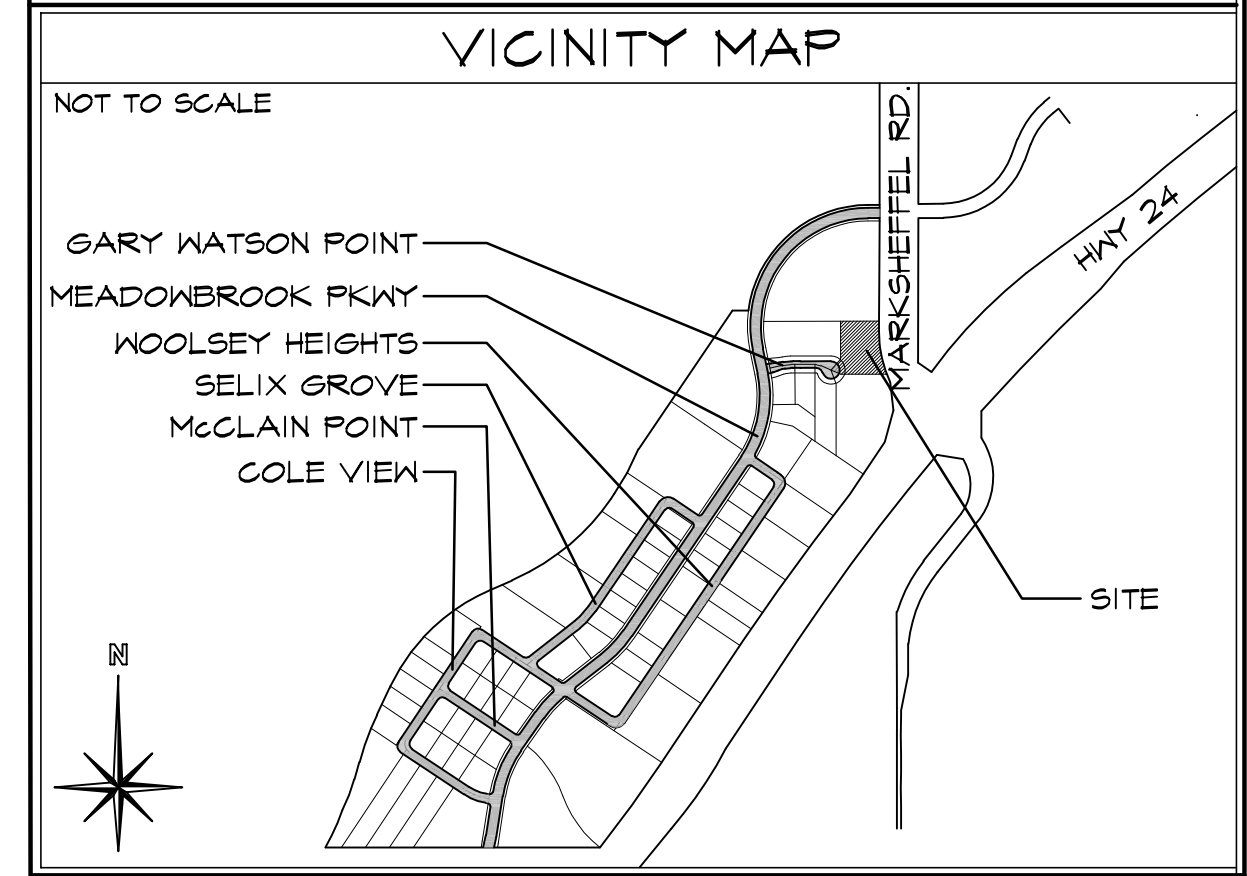 VICINITY MAP
NOT TO SCALE
MARKSHEFFEL RD.
HWY 24
GARY WATSON POINT
MEADOWBROOK PKWY
WOOLSEY HEIGHTS
SELIX GROVE
McCLAIN POINT
COLE VIEW
SITE
N